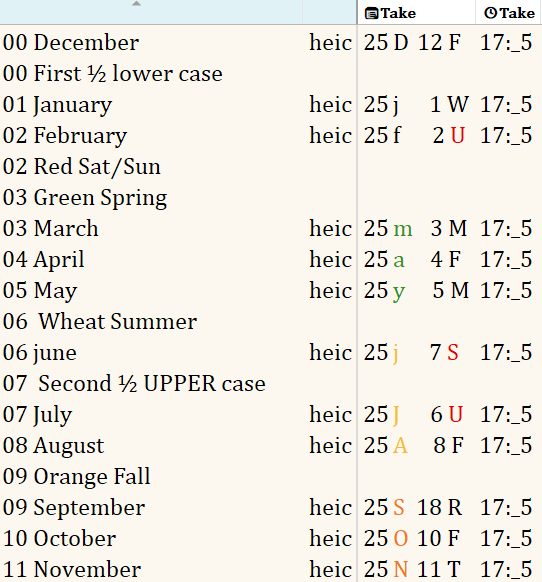 Take Take
00 December heic 25 D 12 F 17:_5
00 First ½ lower case
01 January heic 25 j 1 W 17:_5
02 February heic 25 f 2 U 17:_5
02 Red Sat/Sun
03 Green Spring
03 March heic 25 m 3 M 17:_5
04 April heic 25 a 4 F 17:_5
05 May heic 25 y 5 M 17:_5
06 Wheat Summer
06 june heic 25 j 7 S 17:_5
07 Second ½ UPPER case
07 July heic 25 J 6 U 17:_5
08 August heic 25 A 8 F 17:_5
09 Orange Fall
09 September heic 25 S 18 R 17:_5
10 October heic 25 O 10 F 17:_5
11 November heic 25 N 11 T 17:_5